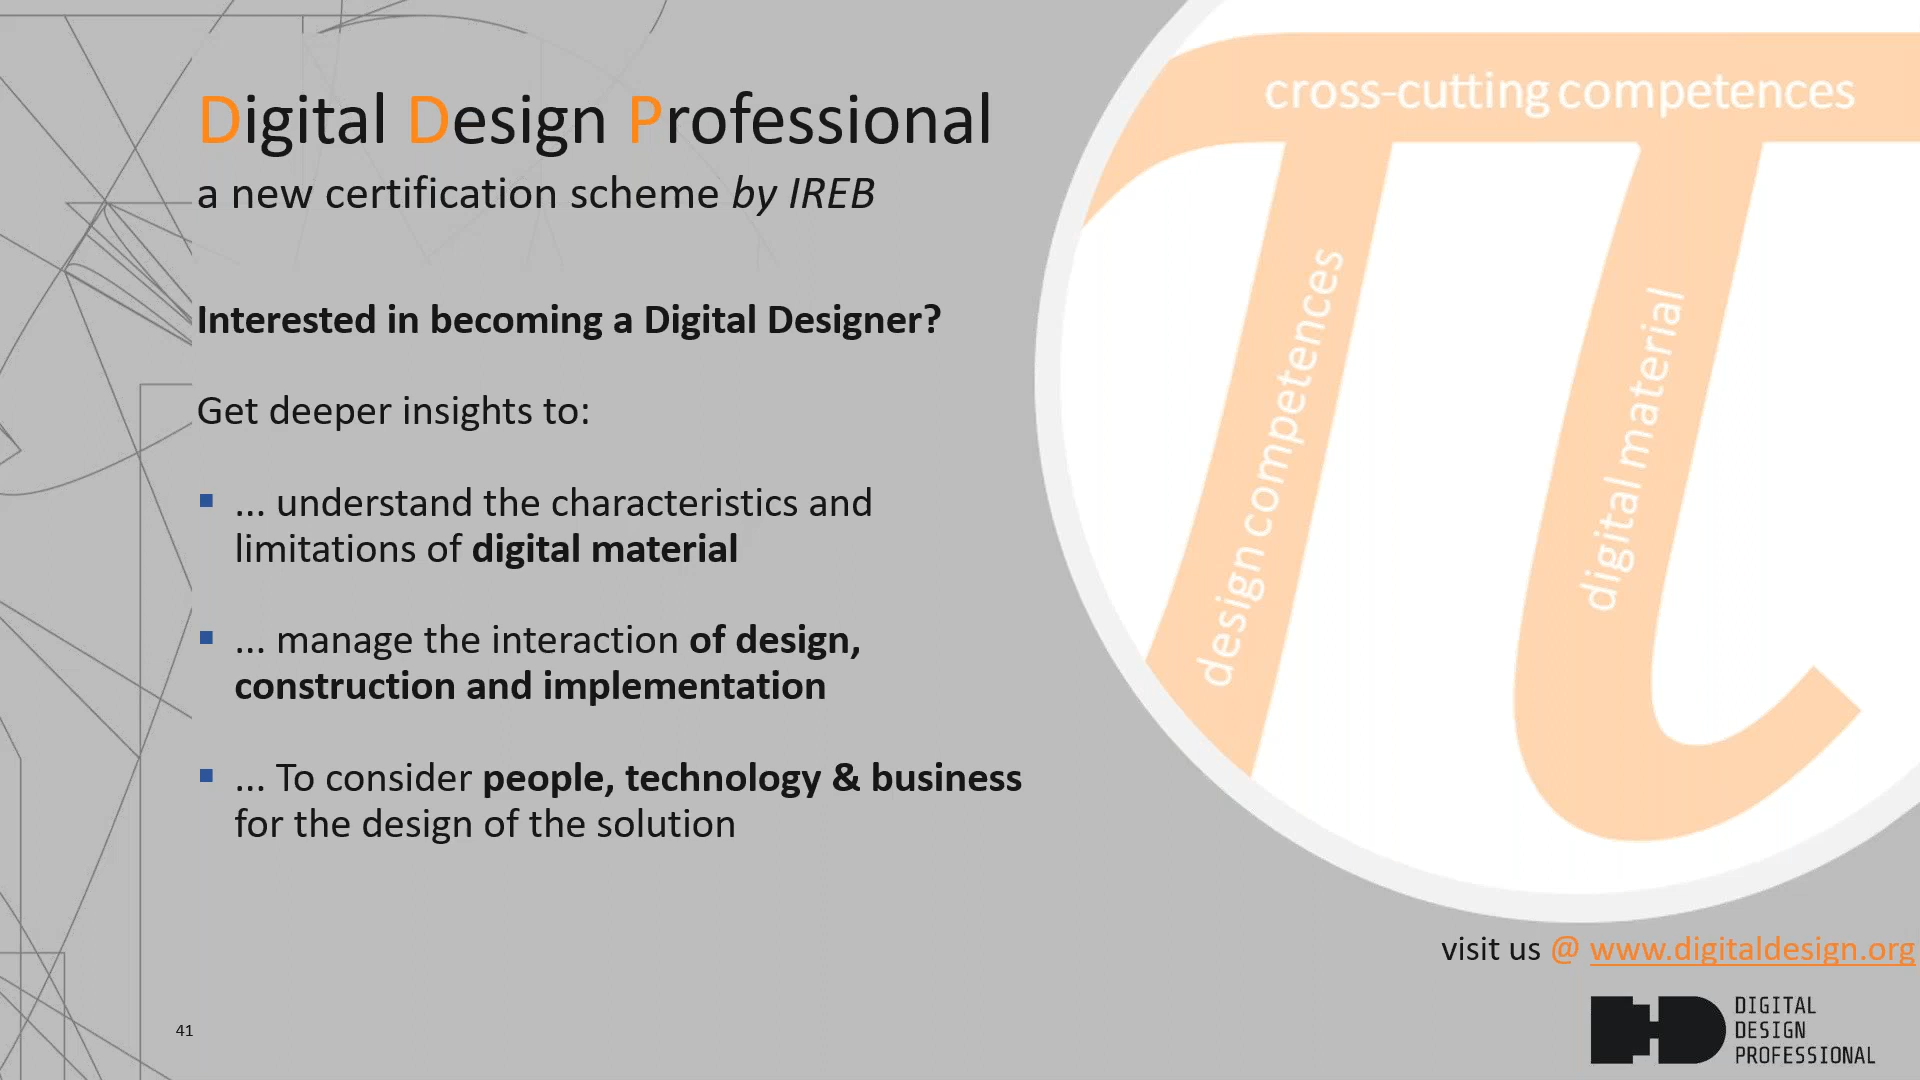 Digital Design Professional
a new certification scheme by IREB
Interested in becoming a Digital Designer?
Get deeper insights to:
▪ ... understand the characteristics and
limitations of digital material
▪ ... manage the interaction of design,
construction and implementation
▪ ... To consider people, technology & business
for the design of the solution
cross-cutting competences
design competences
digital material
visit us @ www.digitaldesign.org
41
DIGITAL
DESIGN
PROFESSIONAL